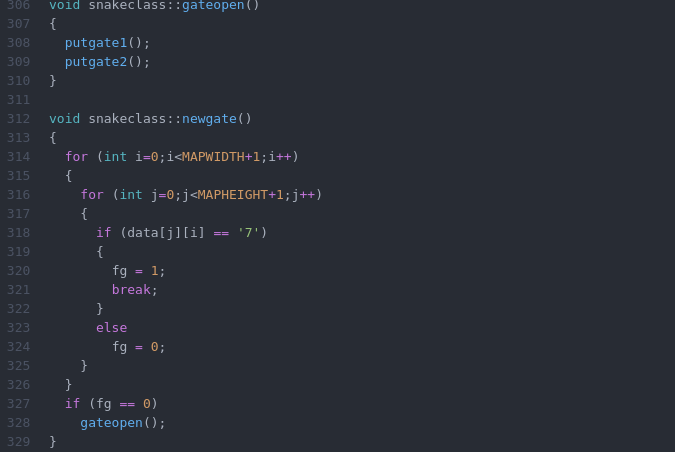 306 void snakeclass::gateopen()
307 {
308   putgate1();
309   putgate2();
310 }
311
312 void snakeclass::newgate()
313 {
314   for (int i=0;i<MAPWIDTH+1;i++)
315   {
316     for (int j=0;j<MAPHEIGHT+1;j++)
317     {
318       if (data[j][i] == '7')
319       {
320         fg = 1;
321         break;
322       }
323       else
324         fg = 0;
325     }
326   }
327   if (fg == 0)
328     gateopen();
329 }